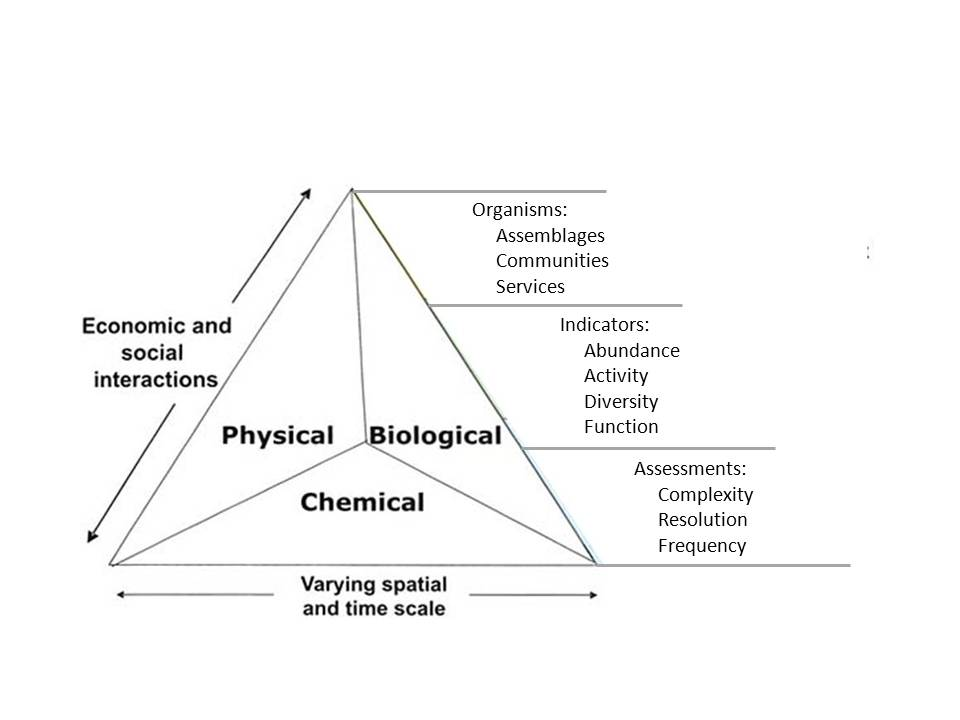 Organisms:
Assemblages
Communities
Services
Economic and
social
interactions
Indicators:
Abundance
Activity
Diversity
Function
Physical
Biological
Chemical
Assessments:
Complexity
Resolution
Frequency
Varying spatial
and time scale